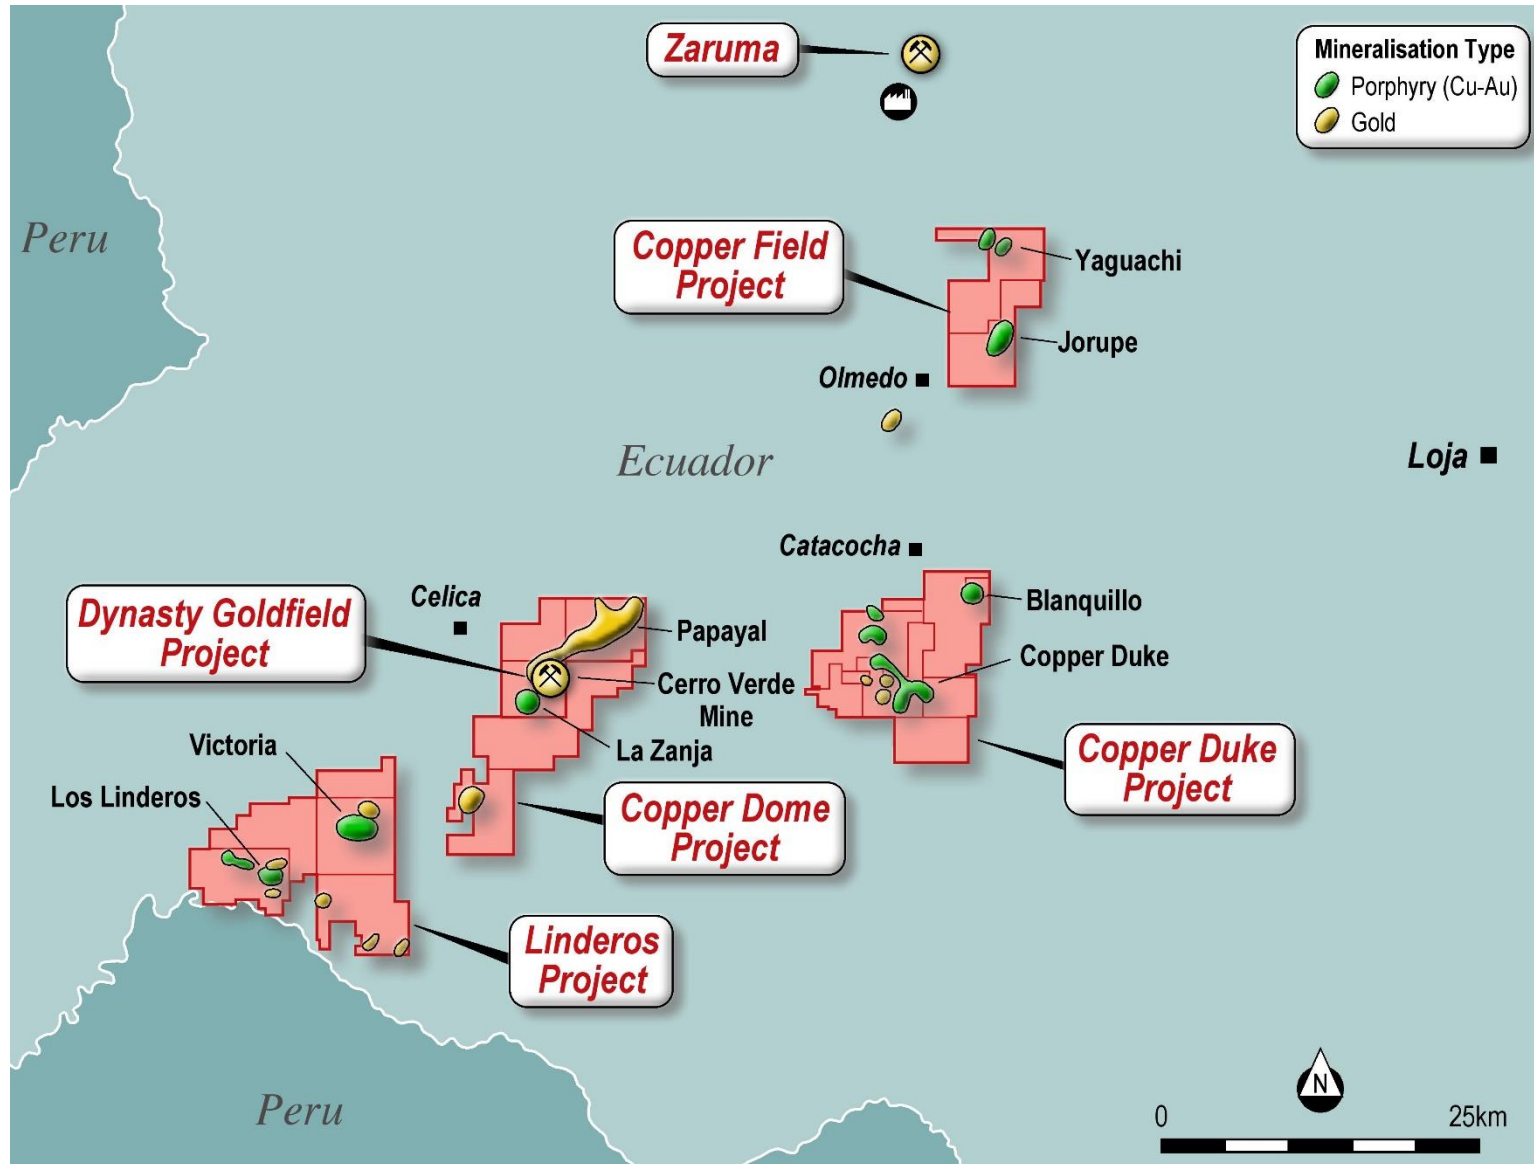 Zaruma
Mineralisation Type
Porphyry (Cu-Au)
Gold
Peru
Copper Field
Project
Yaguachi
Jorupe
Olmedo
Ecuador
Loja
Catacocha
Celica
Dynasty Goldfield
Project
Papayal
Cerro Verde
Mine
La Zanja
Blanquillo
Copper Duke
Copper Duke
Project
Victoria
Los Linderos
Copper Dome
Project
Linderos
Project
Peru
N
0
25km